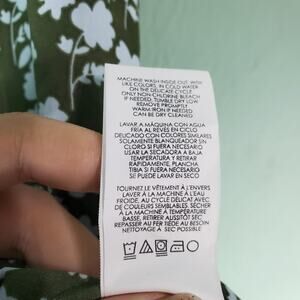 MACHINE WASH INSIDE OUT, WITH
LIKE COLORS, IN COLD WATER
ON THE DELICATE CYCLE
ONLY NON-CHLORINE BLEACH
IF NEEDED, TUMBLE DRY LOW
REMOVE PROMPTLY
WARM IRON IF NEEDED
CAN BE DRY CLEANED
LAVAR A MÁQUINA CON AGUA
FRÍA AL REVÉS EN CICLO
DELICADO CON COLORES SIMILARES
SOLAMENTE BLANQUEADOR SIN
CLORO SI FUERA NECESARIO
USAR LA SECADORA A BAJA
TEMPERATURA Y RETIRAR
RÁPIDAMENTE, PLANCHA
TIBIA SI FUERA NECESARIO
SE PUEDE LAVAR EN SECO
TOURNEZ LE VÊTEMENT À L'ENVERS
LAVER À LA MACHINE À L'EAU
FROIDE, AU CYCLE DÉLICAT AVEC
DE COULEURS SEMBLABLES. SÉCHER
À LA MACHINE À TEMPÉRATURE
BASSE. RETIRER AUSSITÔT SEC
REPASSER AU FER TIÈDE AU BESOIN
NETTOYAGE À SEC POSSIBLE